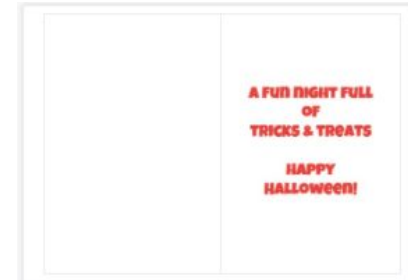 A FUN NIGHT FULL
OF
TRICKS & TREATS
HAPPY
HALLOWEEN!